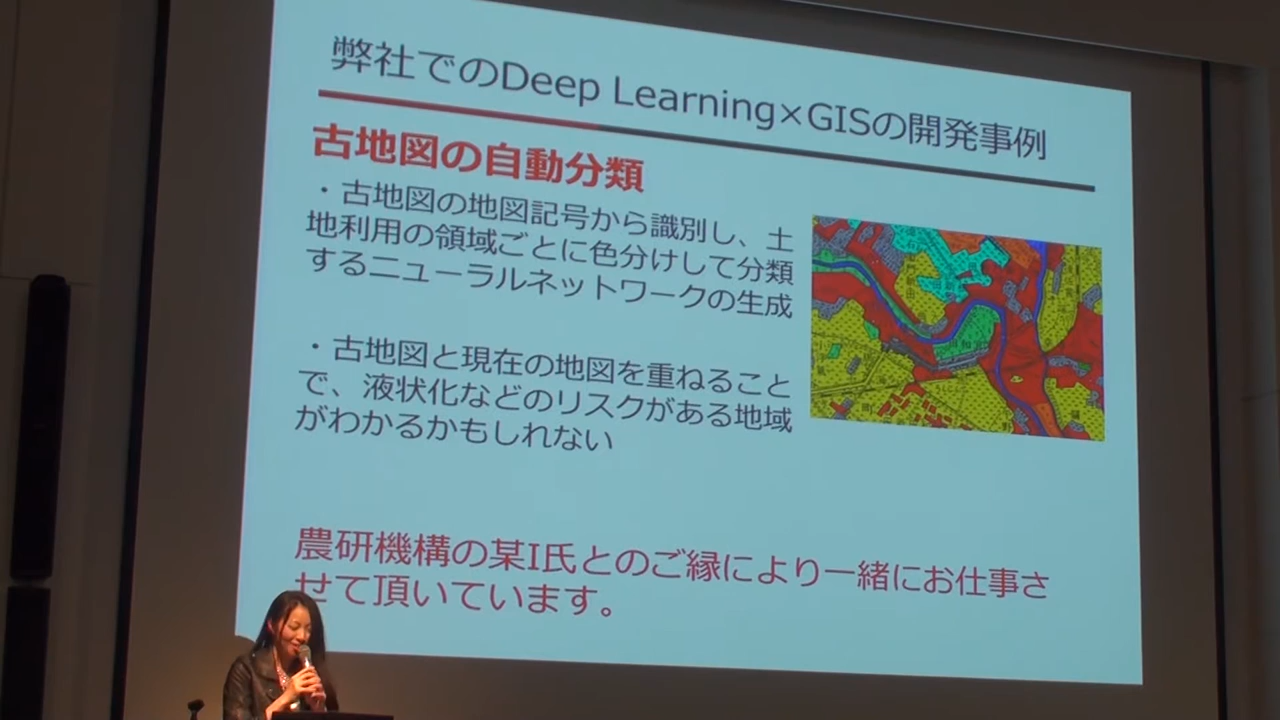 弊社でのDeep Learning×GISの開発事例
古地図の自動分類
・古地図の地図記号から識別し、土
地利用の領域ごとに色分けして分類
するニューラルネットワークの生成
・古地図と現在の地図を重ねること
で、液状化などのリスクがある地域
がわかるかもしれない
農研機構の某I氏とのご縁により一緒にお仕事さ
せて頂いています。